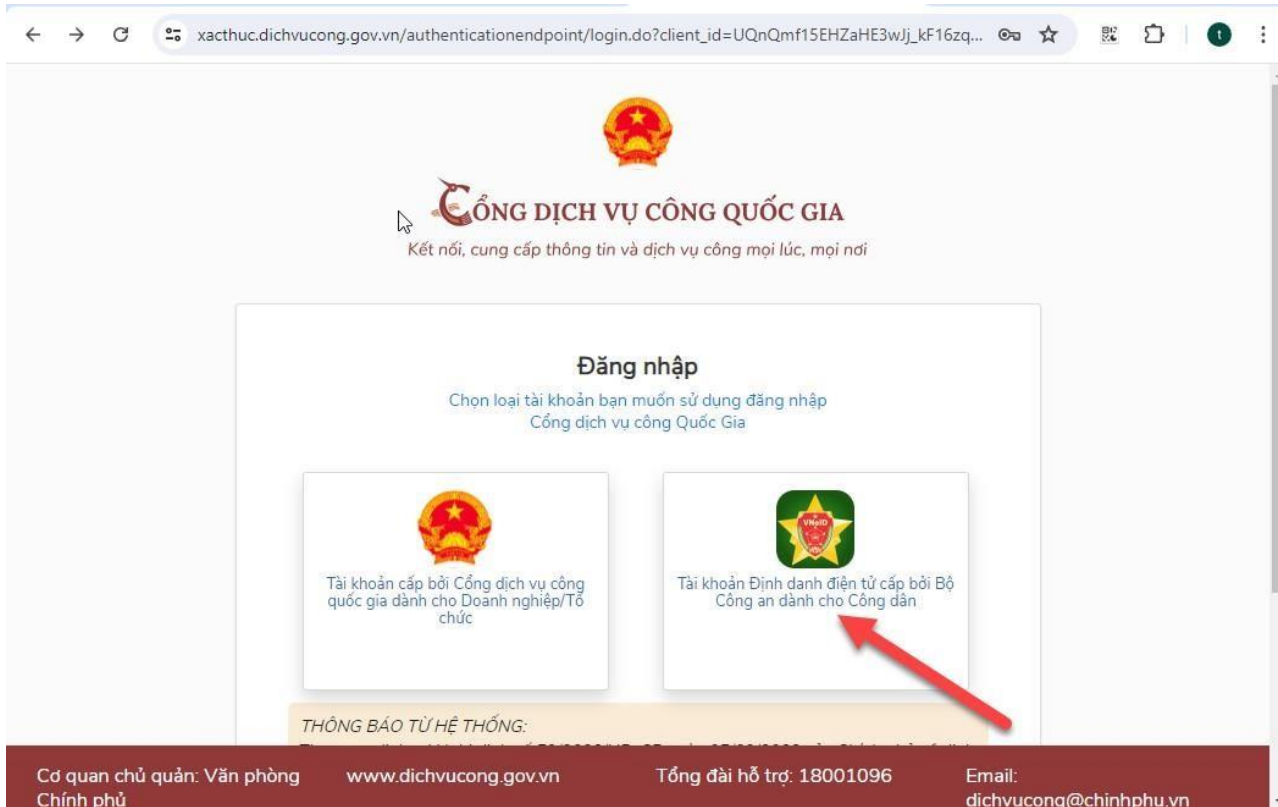 xacthuc.dichvucong.gov.vn/authenticationendpoint/login.do?client_id=UQnQmf15EHZaHE3wJj_kF16zq...
t
CỔNG DỊCH VỤ CÔNG QUỐC GIA
Kết nối, cung cấp thông tin và dịch vụ công mọi lúc, mọi nơi
Đăng nhập
Chọn loại tài khoản bạn muốn sử dụng đăng nhập
Cổng dịch vụ công Quốc Gia
Tài khoản cấp bởi Cổng dịch vụ công
quốc gia dành cho Doanh nghiệp/Tổ
chức
VNeID
Tài khoản Định danh điện tử cấp bởi Bộ
Công an dành cho Công dân
THÔNG BÁO TỪ HỆ THỐNG:
Cơ quan chủ quản: Văn phòng
Chính phủ
www.dichvucong.gov.vn
Tổng đài hỗ trợ: 18001096
Email:
dichvucong@chinhphu.vn